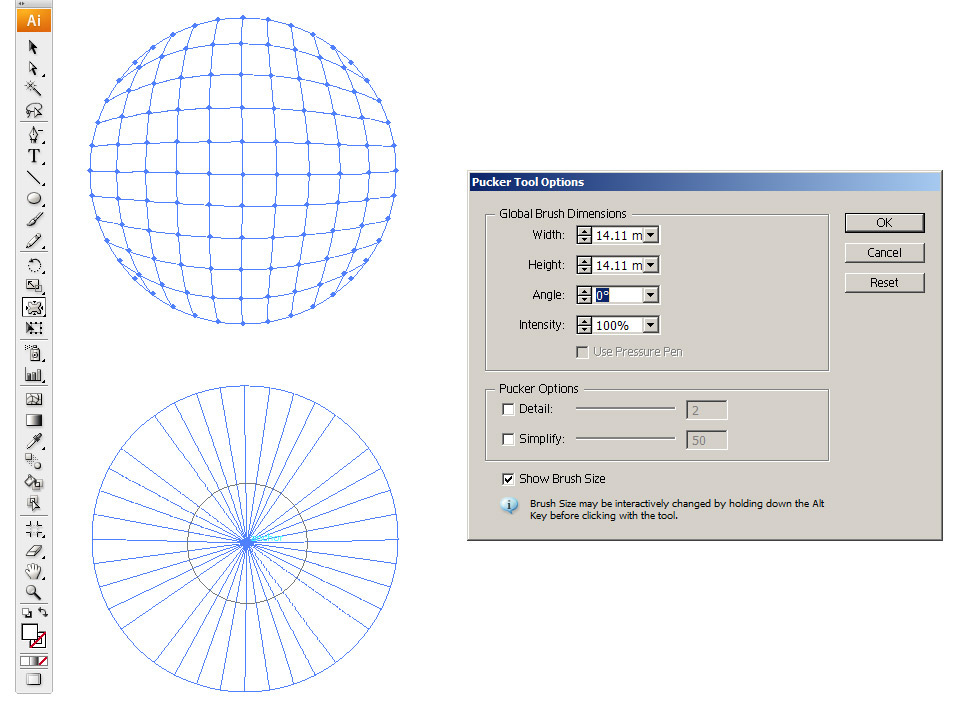 Ai
T
Pucker Tool Options
Global Brush Dimensions
Width: 14.11 m
Height: 14.11 m
Angle: 0°
Intensity: 100%
Use Pressure Pen
Pucker Options
Detail: 2
Simplify: 50
Show Brush Size
Brush Size may be interactively changed by holding down the Alt
Key before clicking with the tool.
OK
Cancel
Reset